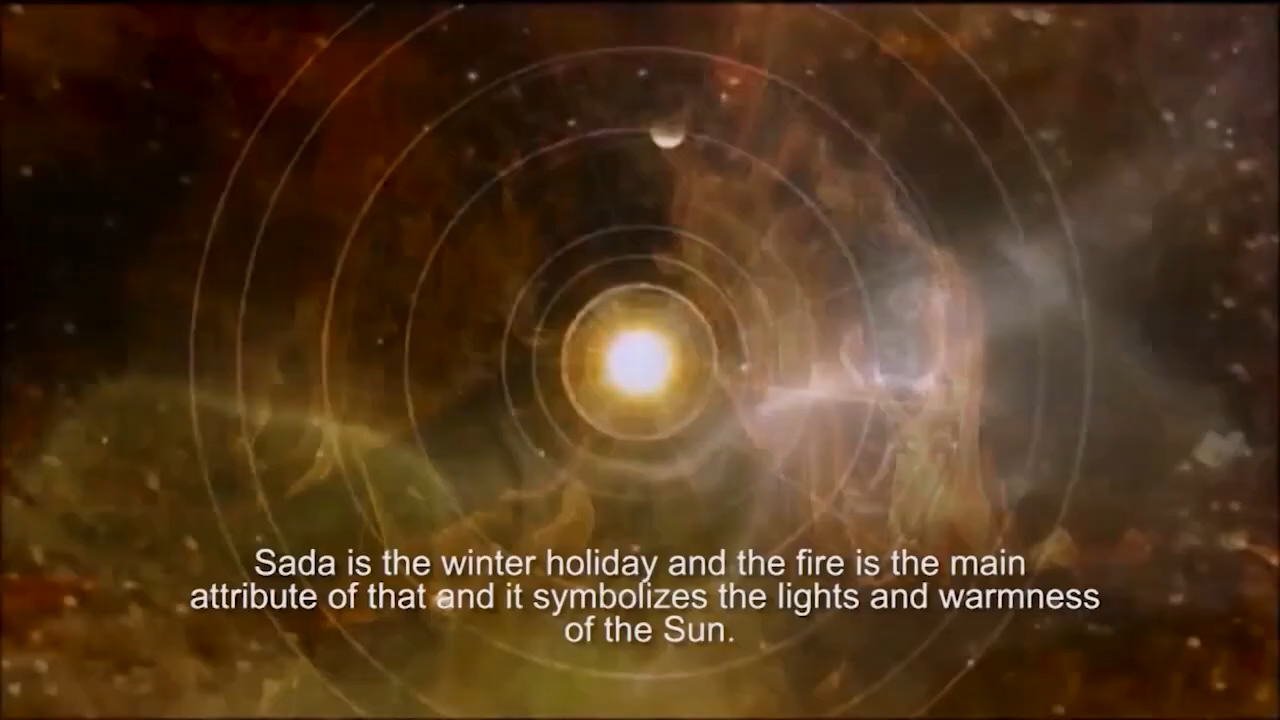 Sada is the winter holiday and the fire is the main
attribute of that and it symbolizes the lights and warmness
of the Sun.